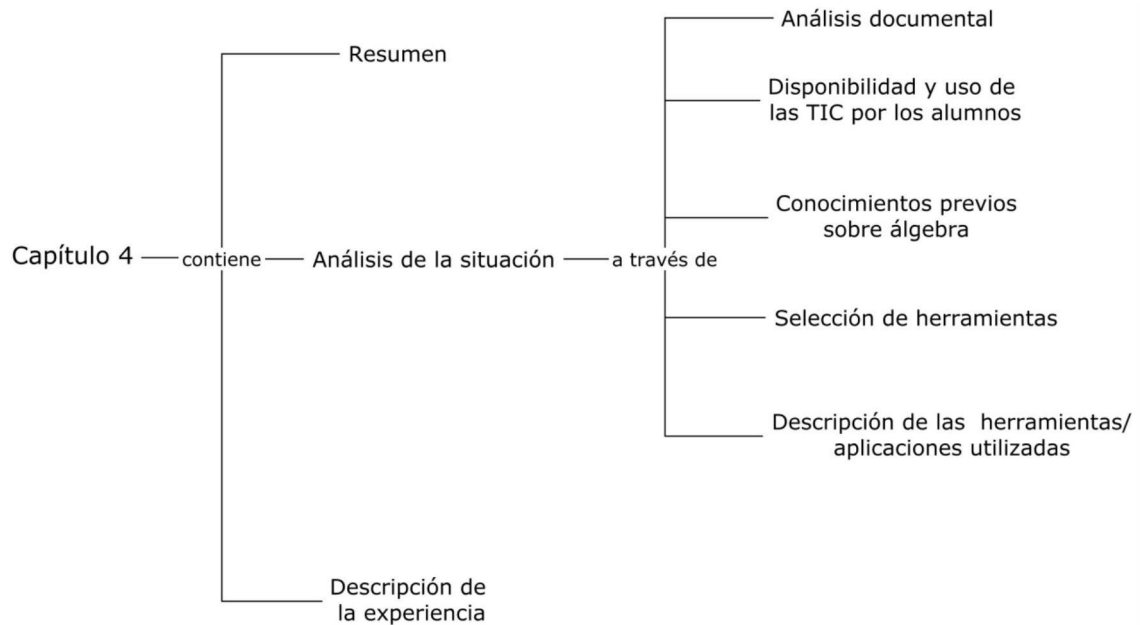 Análisis documental
Resumen
Disponibilidad y uso de
las TIC por los alumnos
Conocimientos previos
sobre álgebra
Capítulo 4
contiene
Análisis de la situación
a través de
Selección de herramientas
Descripción de las herramientas/
aplicaciones utilizadas
Descripción de
la experiencia